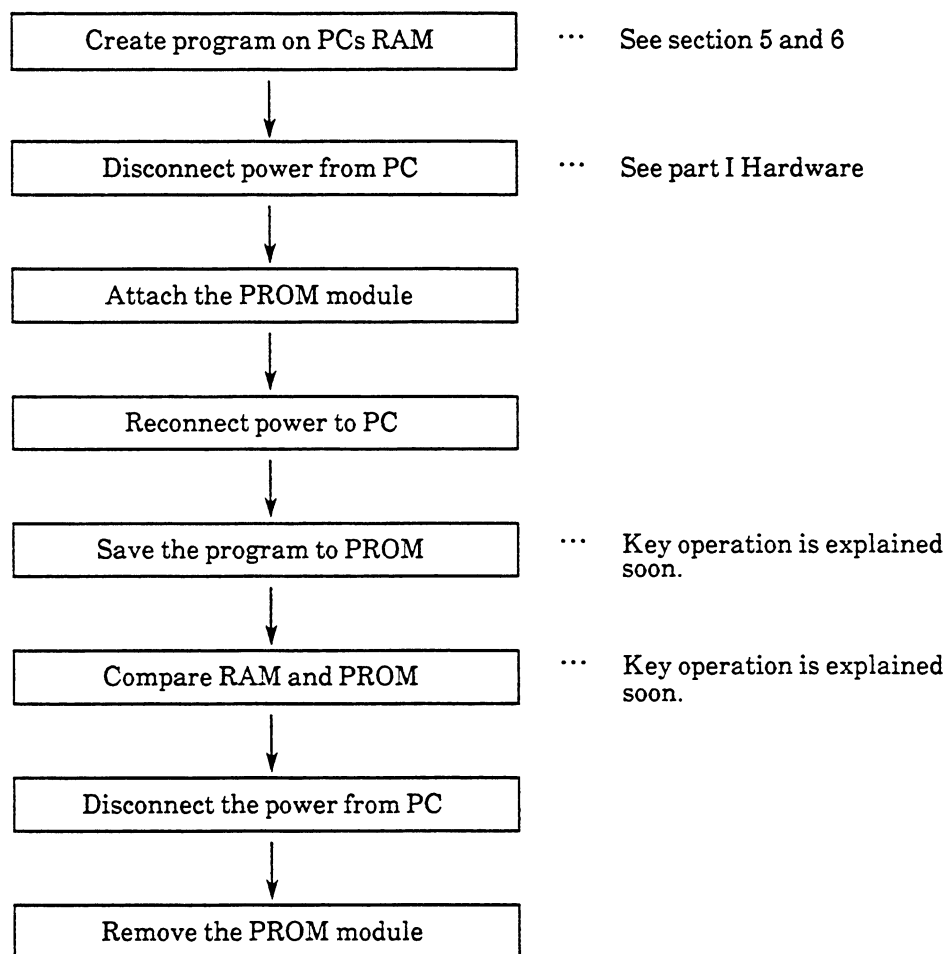 Create program on PCs RAM ... See section 5 and 6
Disconnect power from PC ... See part I Hardware
Attach the PROM module
Reconnect power to PC
Save the program to PROM ... Key operation is explained
soon.
Compare RAM and PROM ... Key operation is explained
soon.
Disconnect the power from PC
Remove the PROM module